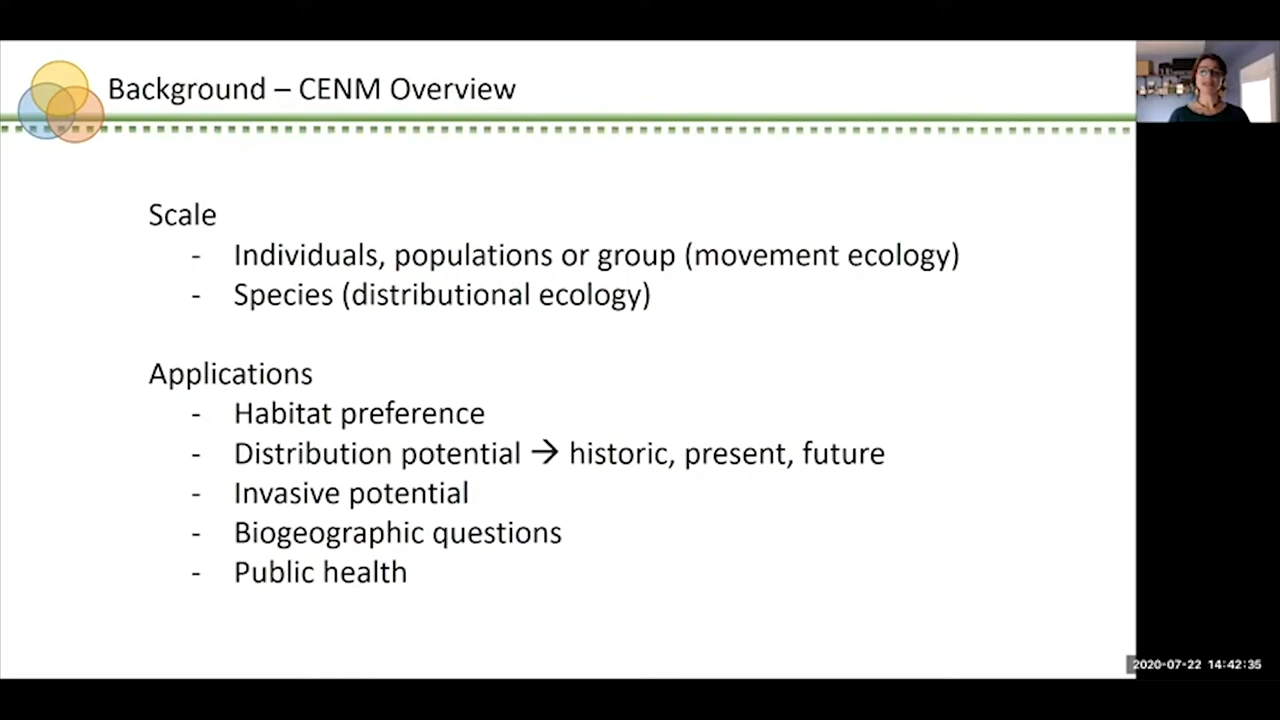 Background – CENM Overview
Scale
- Individuals, populations or group (movement ecology)
- Species (distributional ecology)
Applications
- Habitat preference
- Distribution potential → historic, present, future
- Invasive potential
- Biogeographic questions
- Public health
2020-07-22 14:42:35